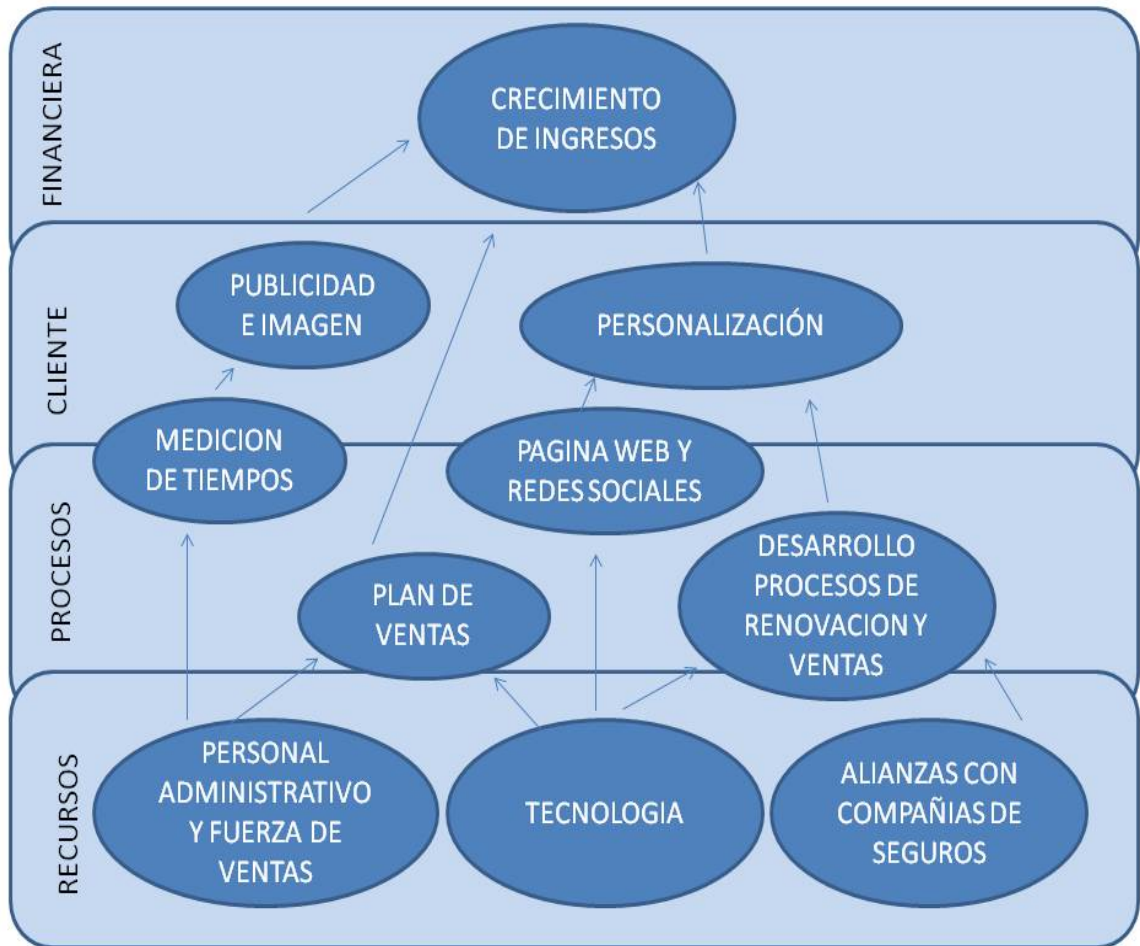 FINANCIERA
CRECIMIENTO
DE INGRESOS
CLIENTE
PUBLICIDAD
E IMAGEN
PERSONALIZACIÓN
MEDICION
DE TIEMPOS
PAGINA WEB Y
REDES SOCIALES
PROCESOS
PLAN DE
VENTAS
DESARROLLO
PROCESOS DE
RENOVACION Y
VENTAS
RECURSOS
PERSONAL
ADMINISTRATIVO
Y FUERZA DE
VENTAS
TECNOLOGIA
ALIANZAS CON
COMPAÑIAS DE
SEGUROS